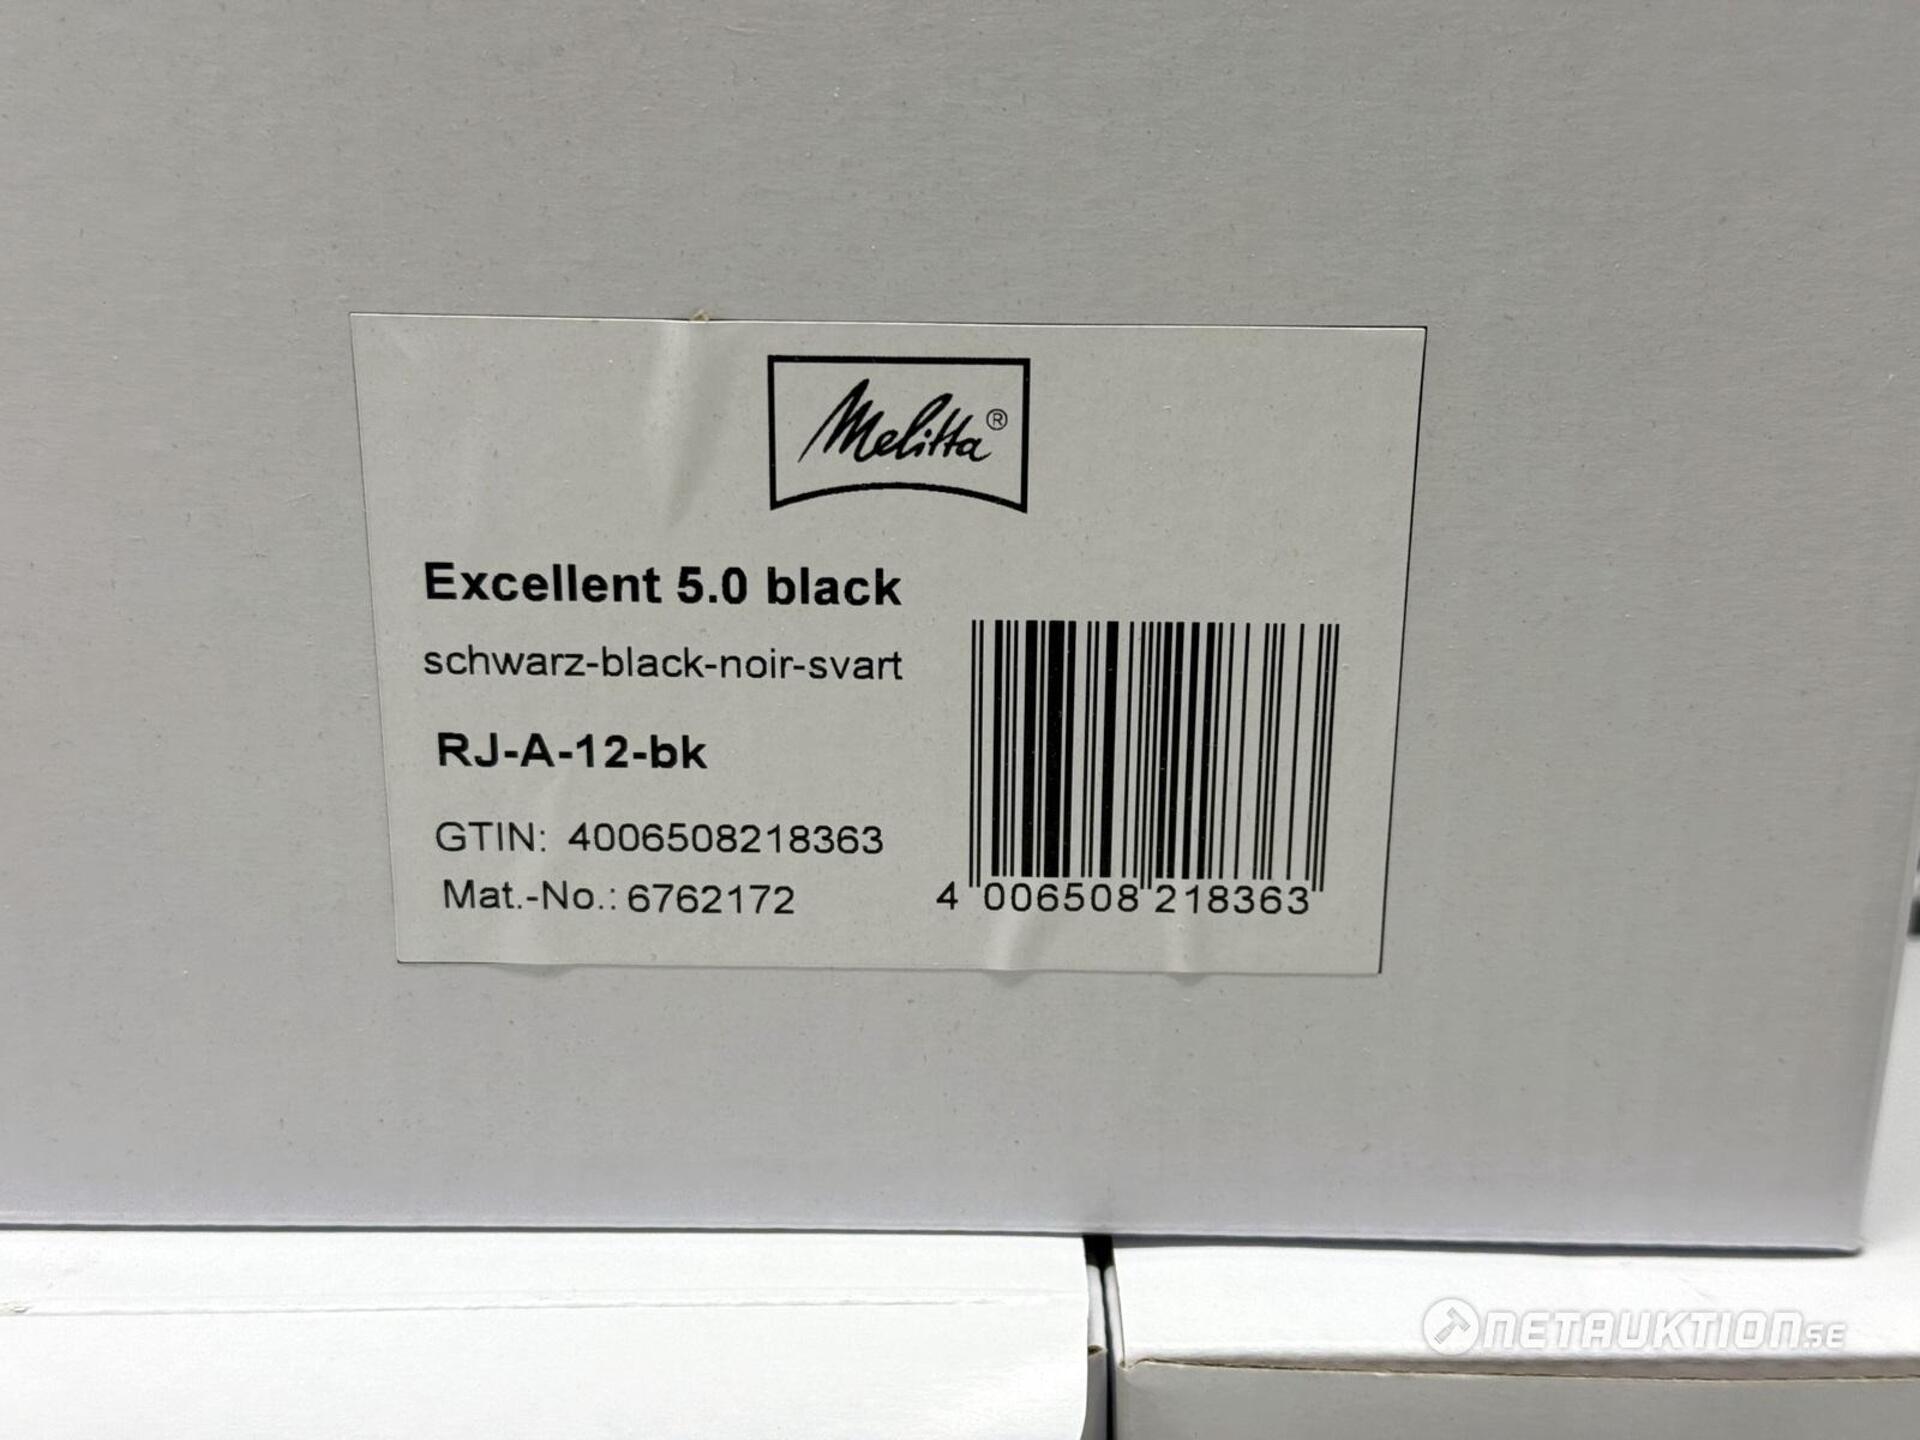 Melitta®
Excellent 5.0 black
schwarz-black-noir-svart
RJ-A-12-bk
GTIN: 4006508218363
Mat.-No.: 6762172
4 006508 218363
NETAUKTION.SE